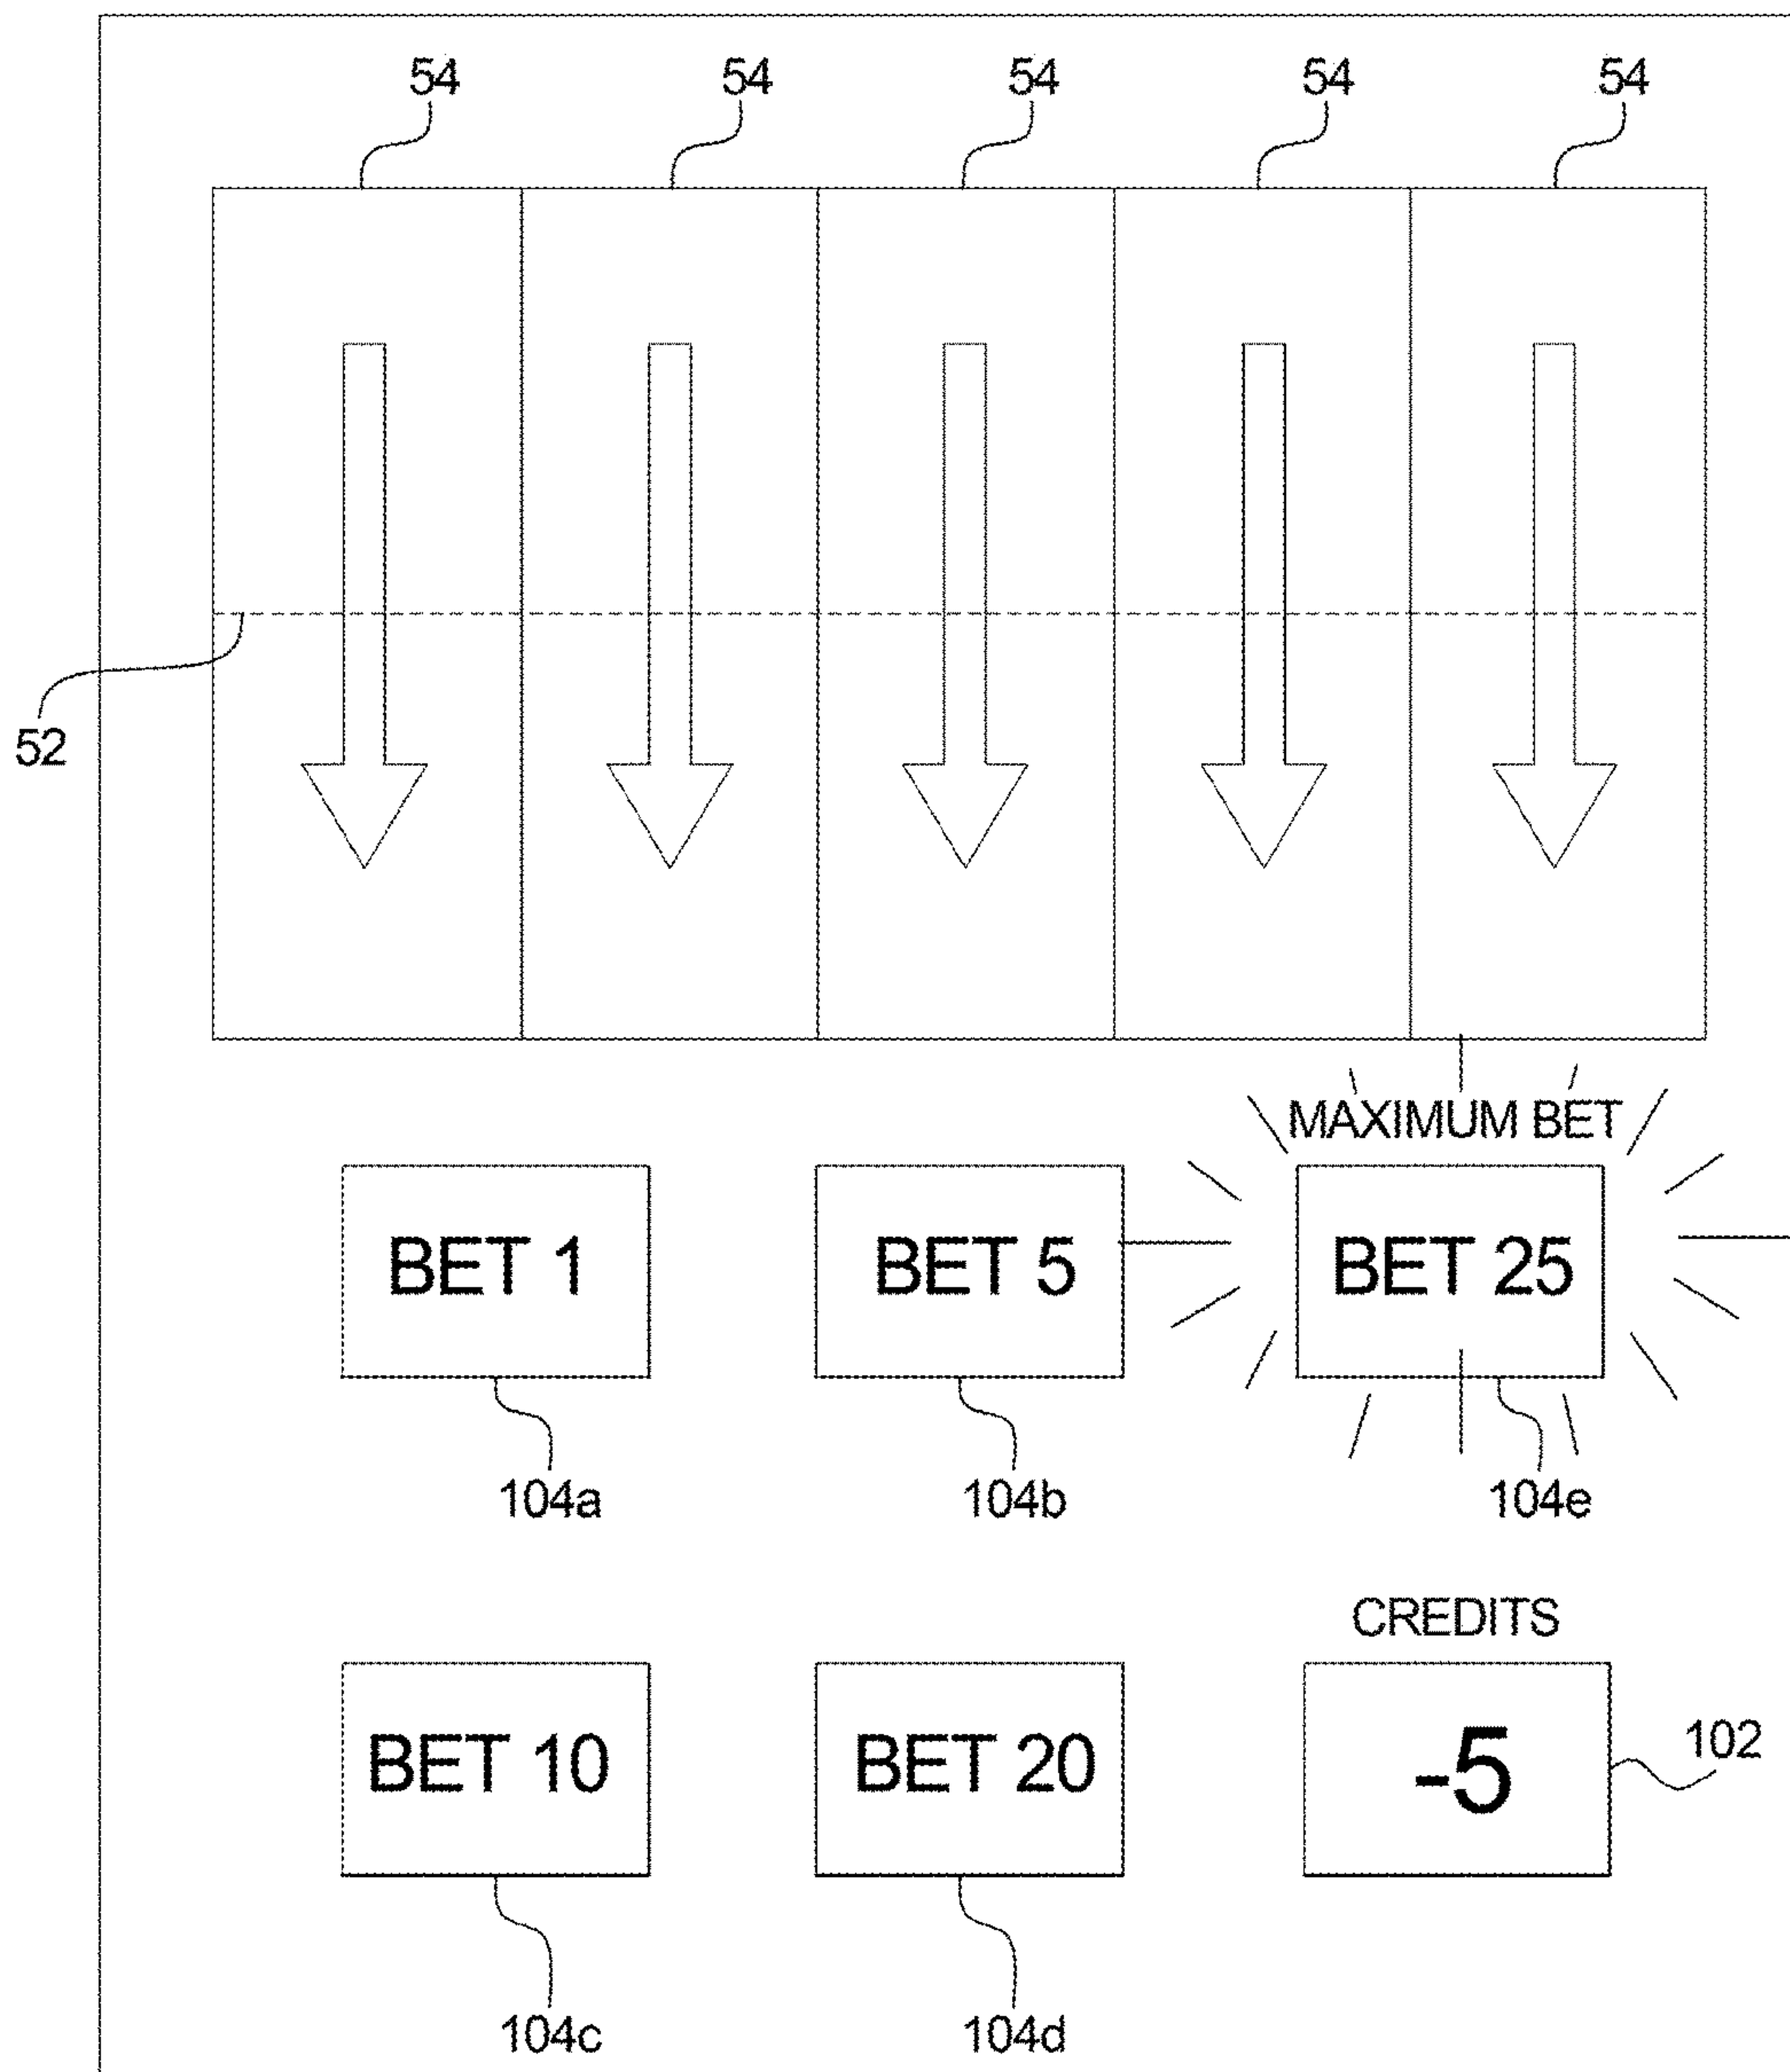 54 54 54 54 54
52
MAXIMUM BET
BET 1 BET 5 BET 25
104a 104b 104e
CREDITS
BET 10 BET 20 -5
102
104c 104d